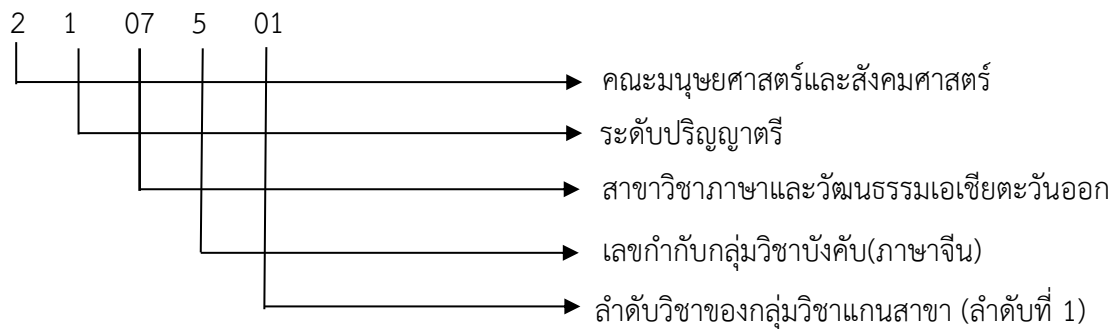 2 1 07 5 01
คณะมนุษยศาสตร์และสังคมศาสตร์
ระดับปริญญาตรี
สาขาวิชาภาษาและวัฒนธรรมเอเชียตะวันออก
เลขกำกับกลุ่มวิชาบังคับ(ภาษาจีน)
ลำดับวิชาของกลุ่มวิชาแกนสาขา (ลำดับที่ 1)